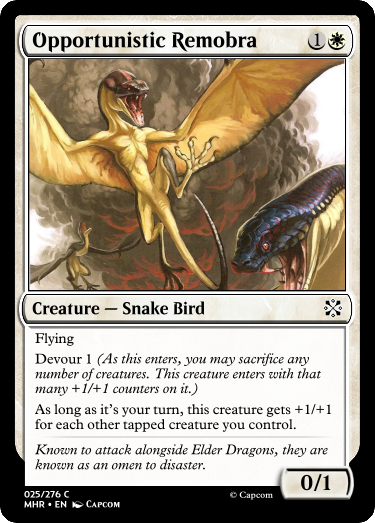 Opportunistic Remobra 1
Creature — Snake Bird
Flying
Devour 1 (As this enters, you may sacrifice any
number of creatures. This creature enters with that
many +1/+1 counters on it.)
As long as it's your turn, this creature gets +1/+1
for each other tapped creature you control.
Known to attack alongside Elder Dragons, they are
known as an omen to disaster.
0/1
025/276 C
MHR • EN Capcom
© Capcom